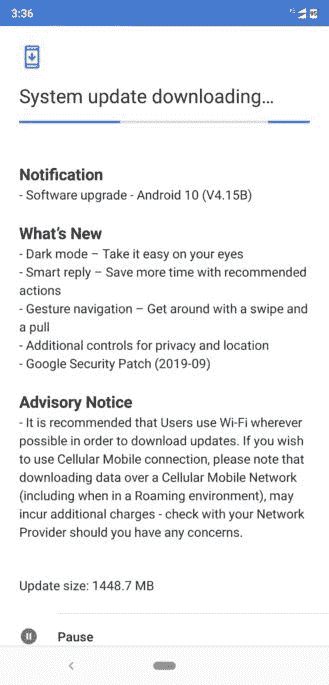 3:36
System update downloading...
Notification
- Software upgrade - Android 10 (V4.15B)
What's New
- Dark mode – Take it easy on your eyes
- Smart reply – Save more time with recommended
actions
- Gesture navigation – Get around with a swipe and
a pull
- Additional controls for privacy and location
- Google Security Patch (2019-09)
Advisory Notice
- It is recommended that Users use Wi-Fi wherever
possible in order to download updates. If you wish
to use Cellular Mobile connection, please note that
downloading data over a Cellular Mobile Network
(including when in a Roaming environment), may
incur additional charges - check with your Network
Provider should you have any concerns.
Update size: 1448.7 MB
Pause